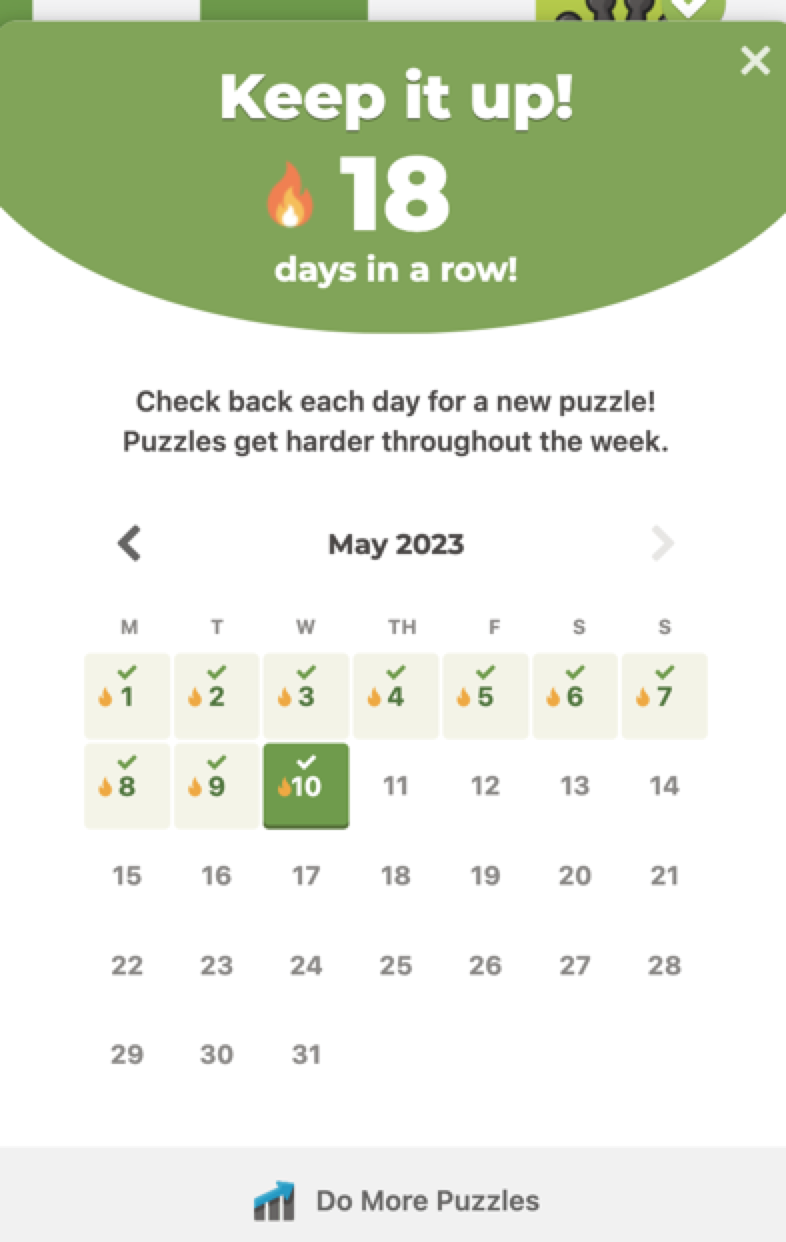 Keep it up!
18
days in a row!
Check back each day for a new puzzle!
Puzzles get harder throughout the week.
May 2023
M T W TH F S S
1 2 3 4 5 6 7
8 9 10 11 12 13 14
15 16 17 18 19 20 21
22 23 24 25 26 27 28
29 30 31
Do More Puzzles